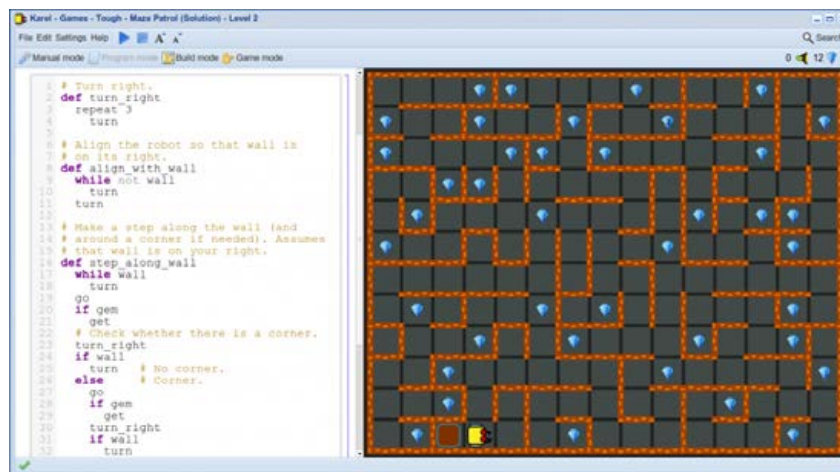 Karel - Games - Tough - Maze Patrol (Solution) - Level 2
File Edit Settings Help A+ A- Search
Manual mode Program mode Build mode Game mode 0 12
1 # Turn right.
2 def turn_right
3 repeat 3
4 turn
5
6 # Align the robot so that wall is
7 # on its right.
8 def align_with_wall
9 while not wall
10 turn
11 turn
12
13 # Make a step along the wall (and
14 # around a corner if needed). Assumes
15 # that wall is on your right.
16 def step_along_wall
17 while wall
18 turn
19 go
20 if gem
21 get
22 # Check whether there is a corner.
23 turn_right
24 if wall
25 turn # No corner.
26 else # Corner.
27 go
28 if gem
29 get
30 turn_right
31 if wall
32 turn